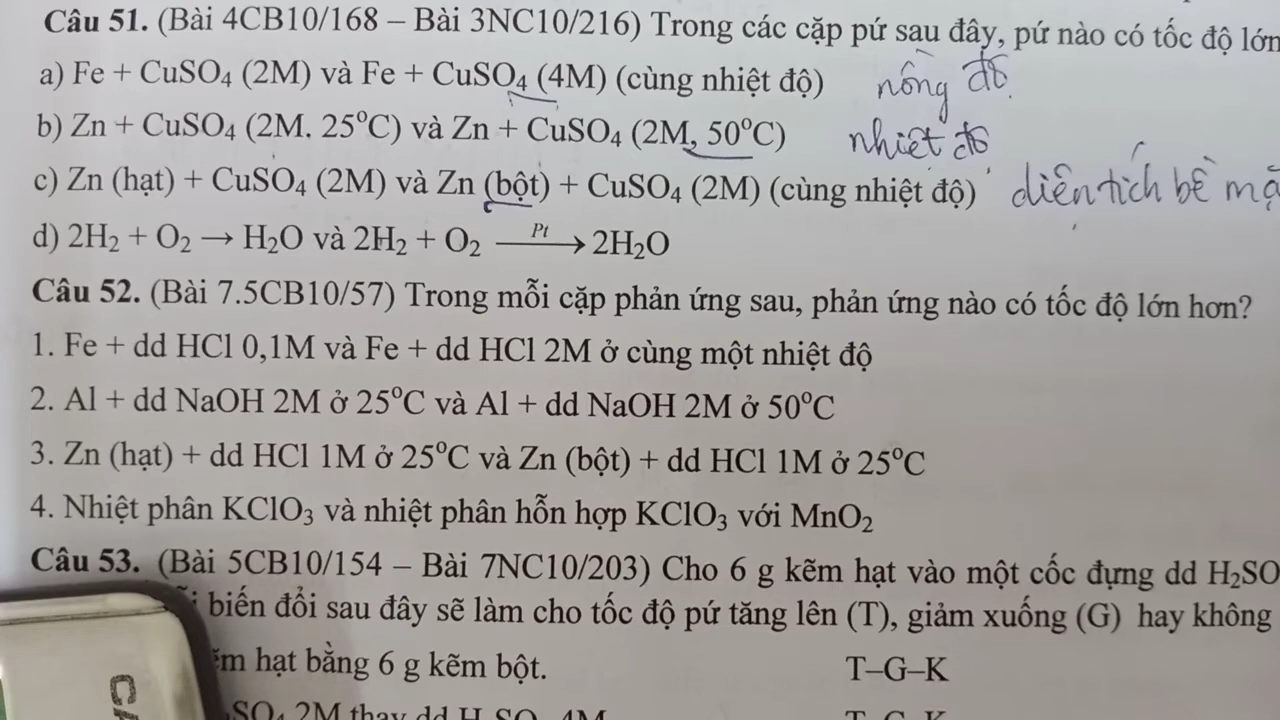 Câu 51. (Bài 4CB10/168 – Bài 3NC10/216) Trong các cặp pứ sau đây, pứ nào có tốc độ lớn
a) Fe + CuSO₄ (2M) và Fe + CuSO₄ (4M) (cùng nhiệt độ) nồng độ
b) Zn + CuSO₄ (2M. 25°C) và Zn + CuSO₄ (2M, 50°C) nhiệt độ
c) Zn (hạt) + CuSO₄ (2M) và Zn (bột) + CuSO₄ (2M) (cùng nhiệt độ) diện tích bề
d) 2H₂ + O₂ → H₂O và 2H₂ + O₂ —Pt→ 2H₂O
Câu 52. (Bài 7.5CB10/57) Trong mỗi cặp phản ứng sau, phản ứng nào có tốc độ lớn hơn?
1. Fe + dd HCl 0,1M và Fe + dd HCl 2M ở cùng một nhiệt độ
2. Al + dd NaOH 2M ở 25°C và Al + dd NaOH 2M ở 50°C
3. Zn (hạt) + dd HCl 1M ở 25°C và Zn (bột) + dd HCl 1M ở 25°C
4. Nhiệt phân KClO₃ và nhiệt phân hỗn hợp KClO₃ với MnO₂
Câu 53. (Bài 5CB10/154 – Bài 7NC10/203) Cho 6 g kẽm hạt vào một cốc đựng dd H₂SO
biến đổi sau đây sẽ làm cho tốc độ pứ tăng lên (T), giảm xuống (G) hay không
hạt bằng 6 g kẽm bột. T–G–K
SO₄ 2M thay dd H₂SO₄ 4M T–G–K
CA